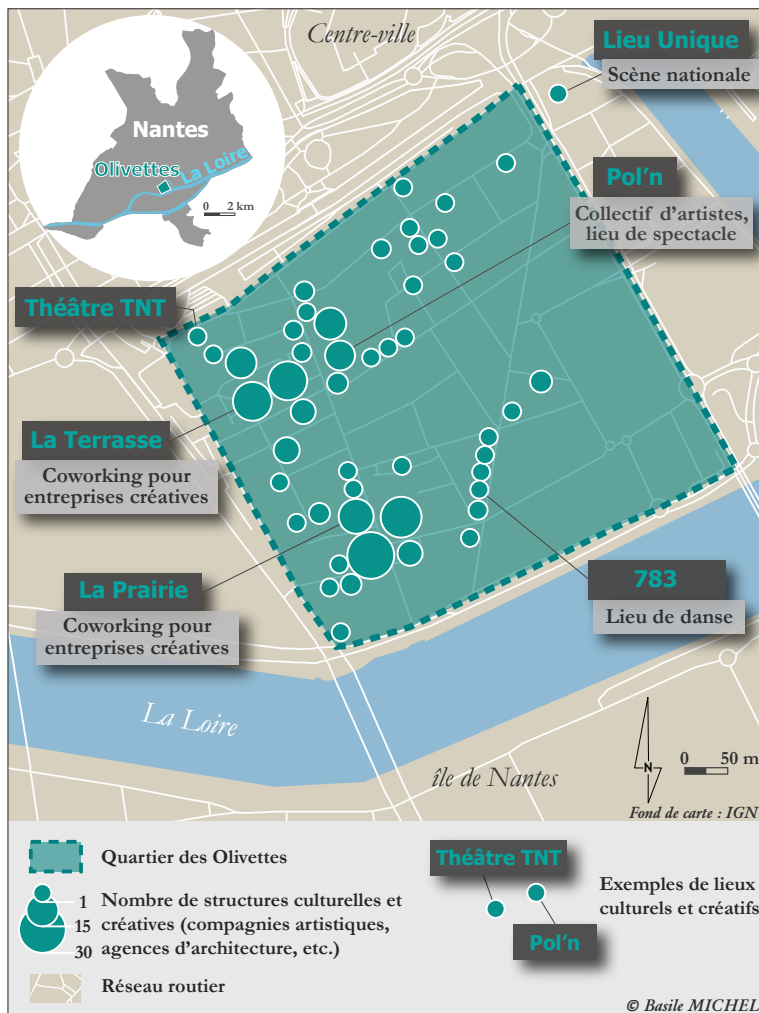 Centre-ville
Lieu Unique
Scène nationale
Nantes
Olivettes
La Loire
0 2 km
Pol'n
Collectif d'artistes,
lieu de spectacle
Théâtre TNT
La Terrasse
Coworking pour
entreprises créatives
La Prairie
Coworking pour
entreprises créatives
783
Lieu de danse
La Loire
île de Nantes
N
0 50 m
Fond de carte : IGN
Quartier des Olivettes
1
15
30
Nombre de structures culturelles et
créatives (compagnies artistiques,
agences d'architecture, etc.)
Réseau routier
Théâtre TNT
Pol'n
Exemples de lieux
culturels et créatifs
© Basile MICHEL